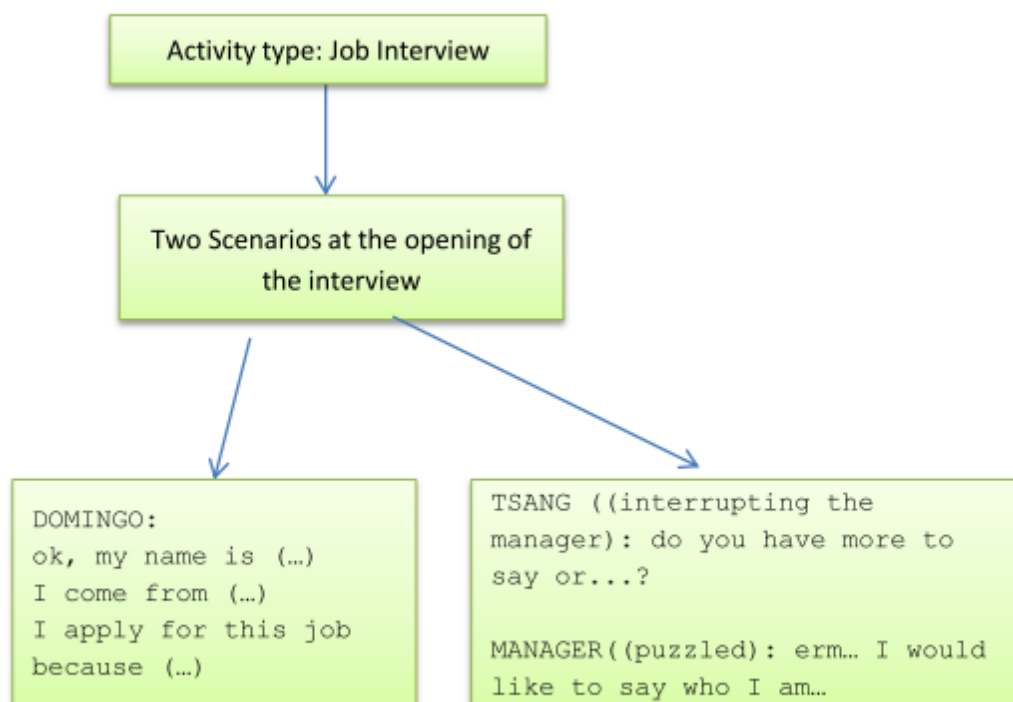 Activity type: Job Interview
Two Scenarios at the opening of
the interview
DOMINGO:
ok, my name is (…)
I come from (…)
I apply for this job
because (…)
TSANG ((interrupting the
manager): do you have more to
say or...?
MANAGER((puzzled): erm… I would
like to say who I am…